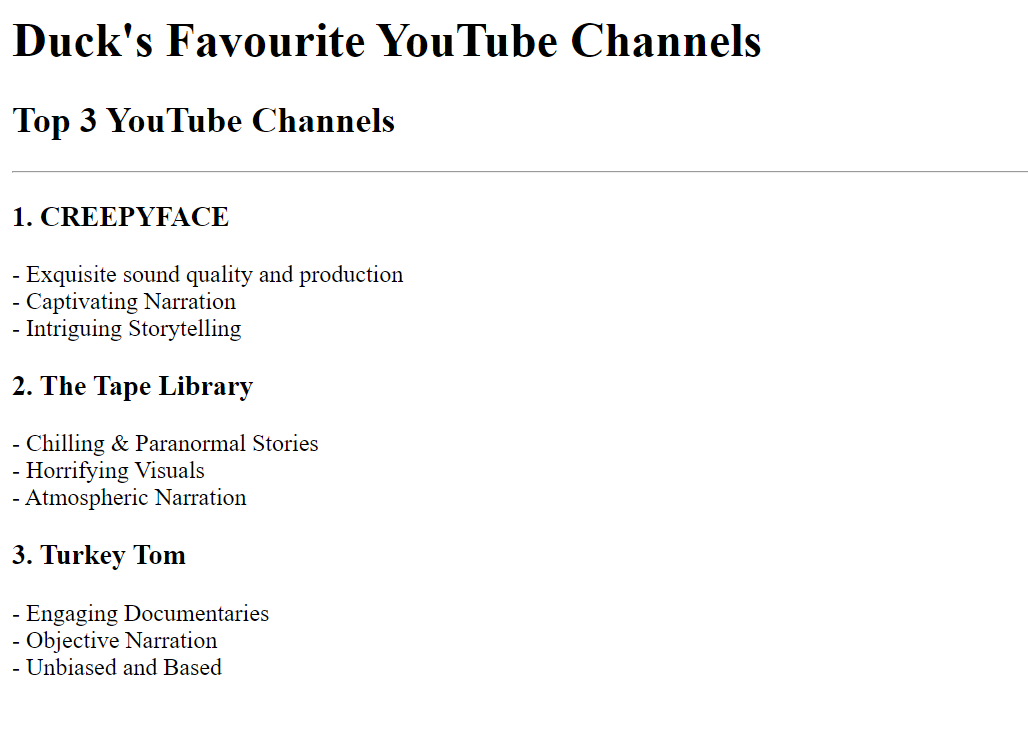 Duck's Favourite YouTube Channels
Top 3 YouTube Channels
1. CREEPYFACE
- Exquisite sound quality and production
- Captivating Narration
- Intriguing Storytelling
2. The Tape Library
- Chilling & Paranormal Stories
- Horrifying Visuals
- Atmospheric Narration
3. Turkey Tom
- Engaging Documentaries
- Objective Narration
- Unbiased and Based